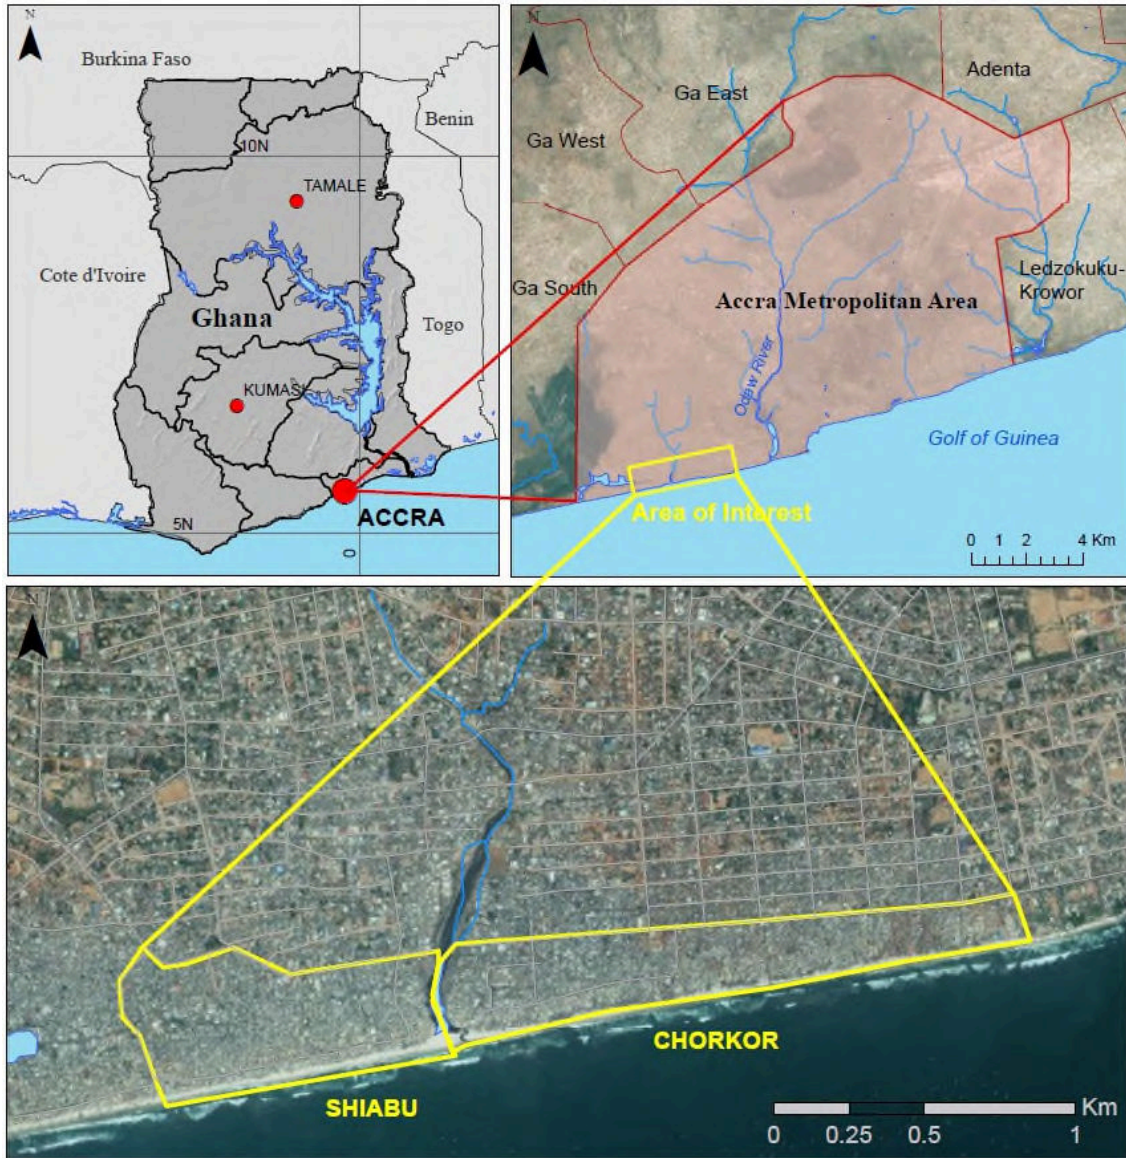 N
Burkina Faso
Benin
10N
TAMALE
Cote d'Ivoire
Ghana
Togo
KUMASI
ACCRA
5N
0
N
Adenta
Ga East
Ga West
Ledzokuku-
Krowor
Ga South
Accra Metropolitan Area
Odaw River
Golf of Guinea
Area of Interest
0 1 2 4 Km
N
CHORKOR
SHIABU
Km
0 0.25 0.5 1